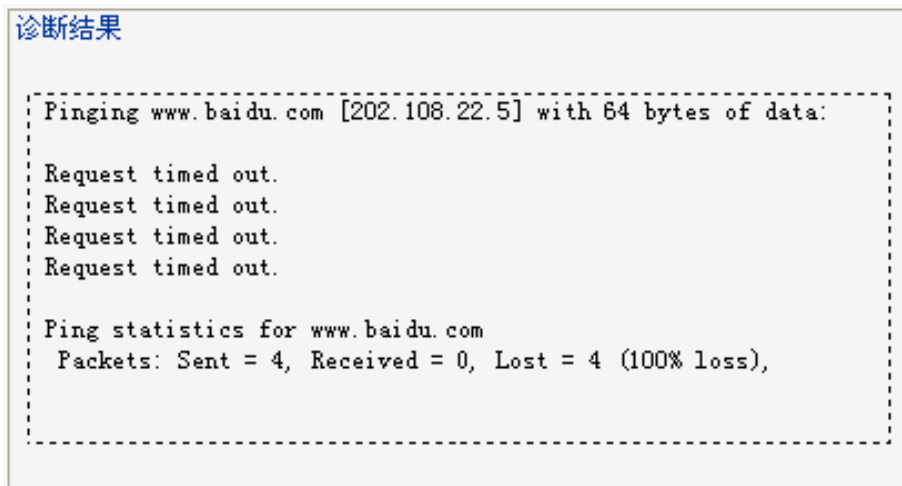 诊断结果
Pinging www.baidu.com [202.108.22.5] with 64 bytes of data:
Request timed out.
Request timed out.
Request timed out.
Request timed out.
Ping statistics for www.baidu.com
Packets: Sent = 4, Received = 0, Lost = 4 (100% loss),